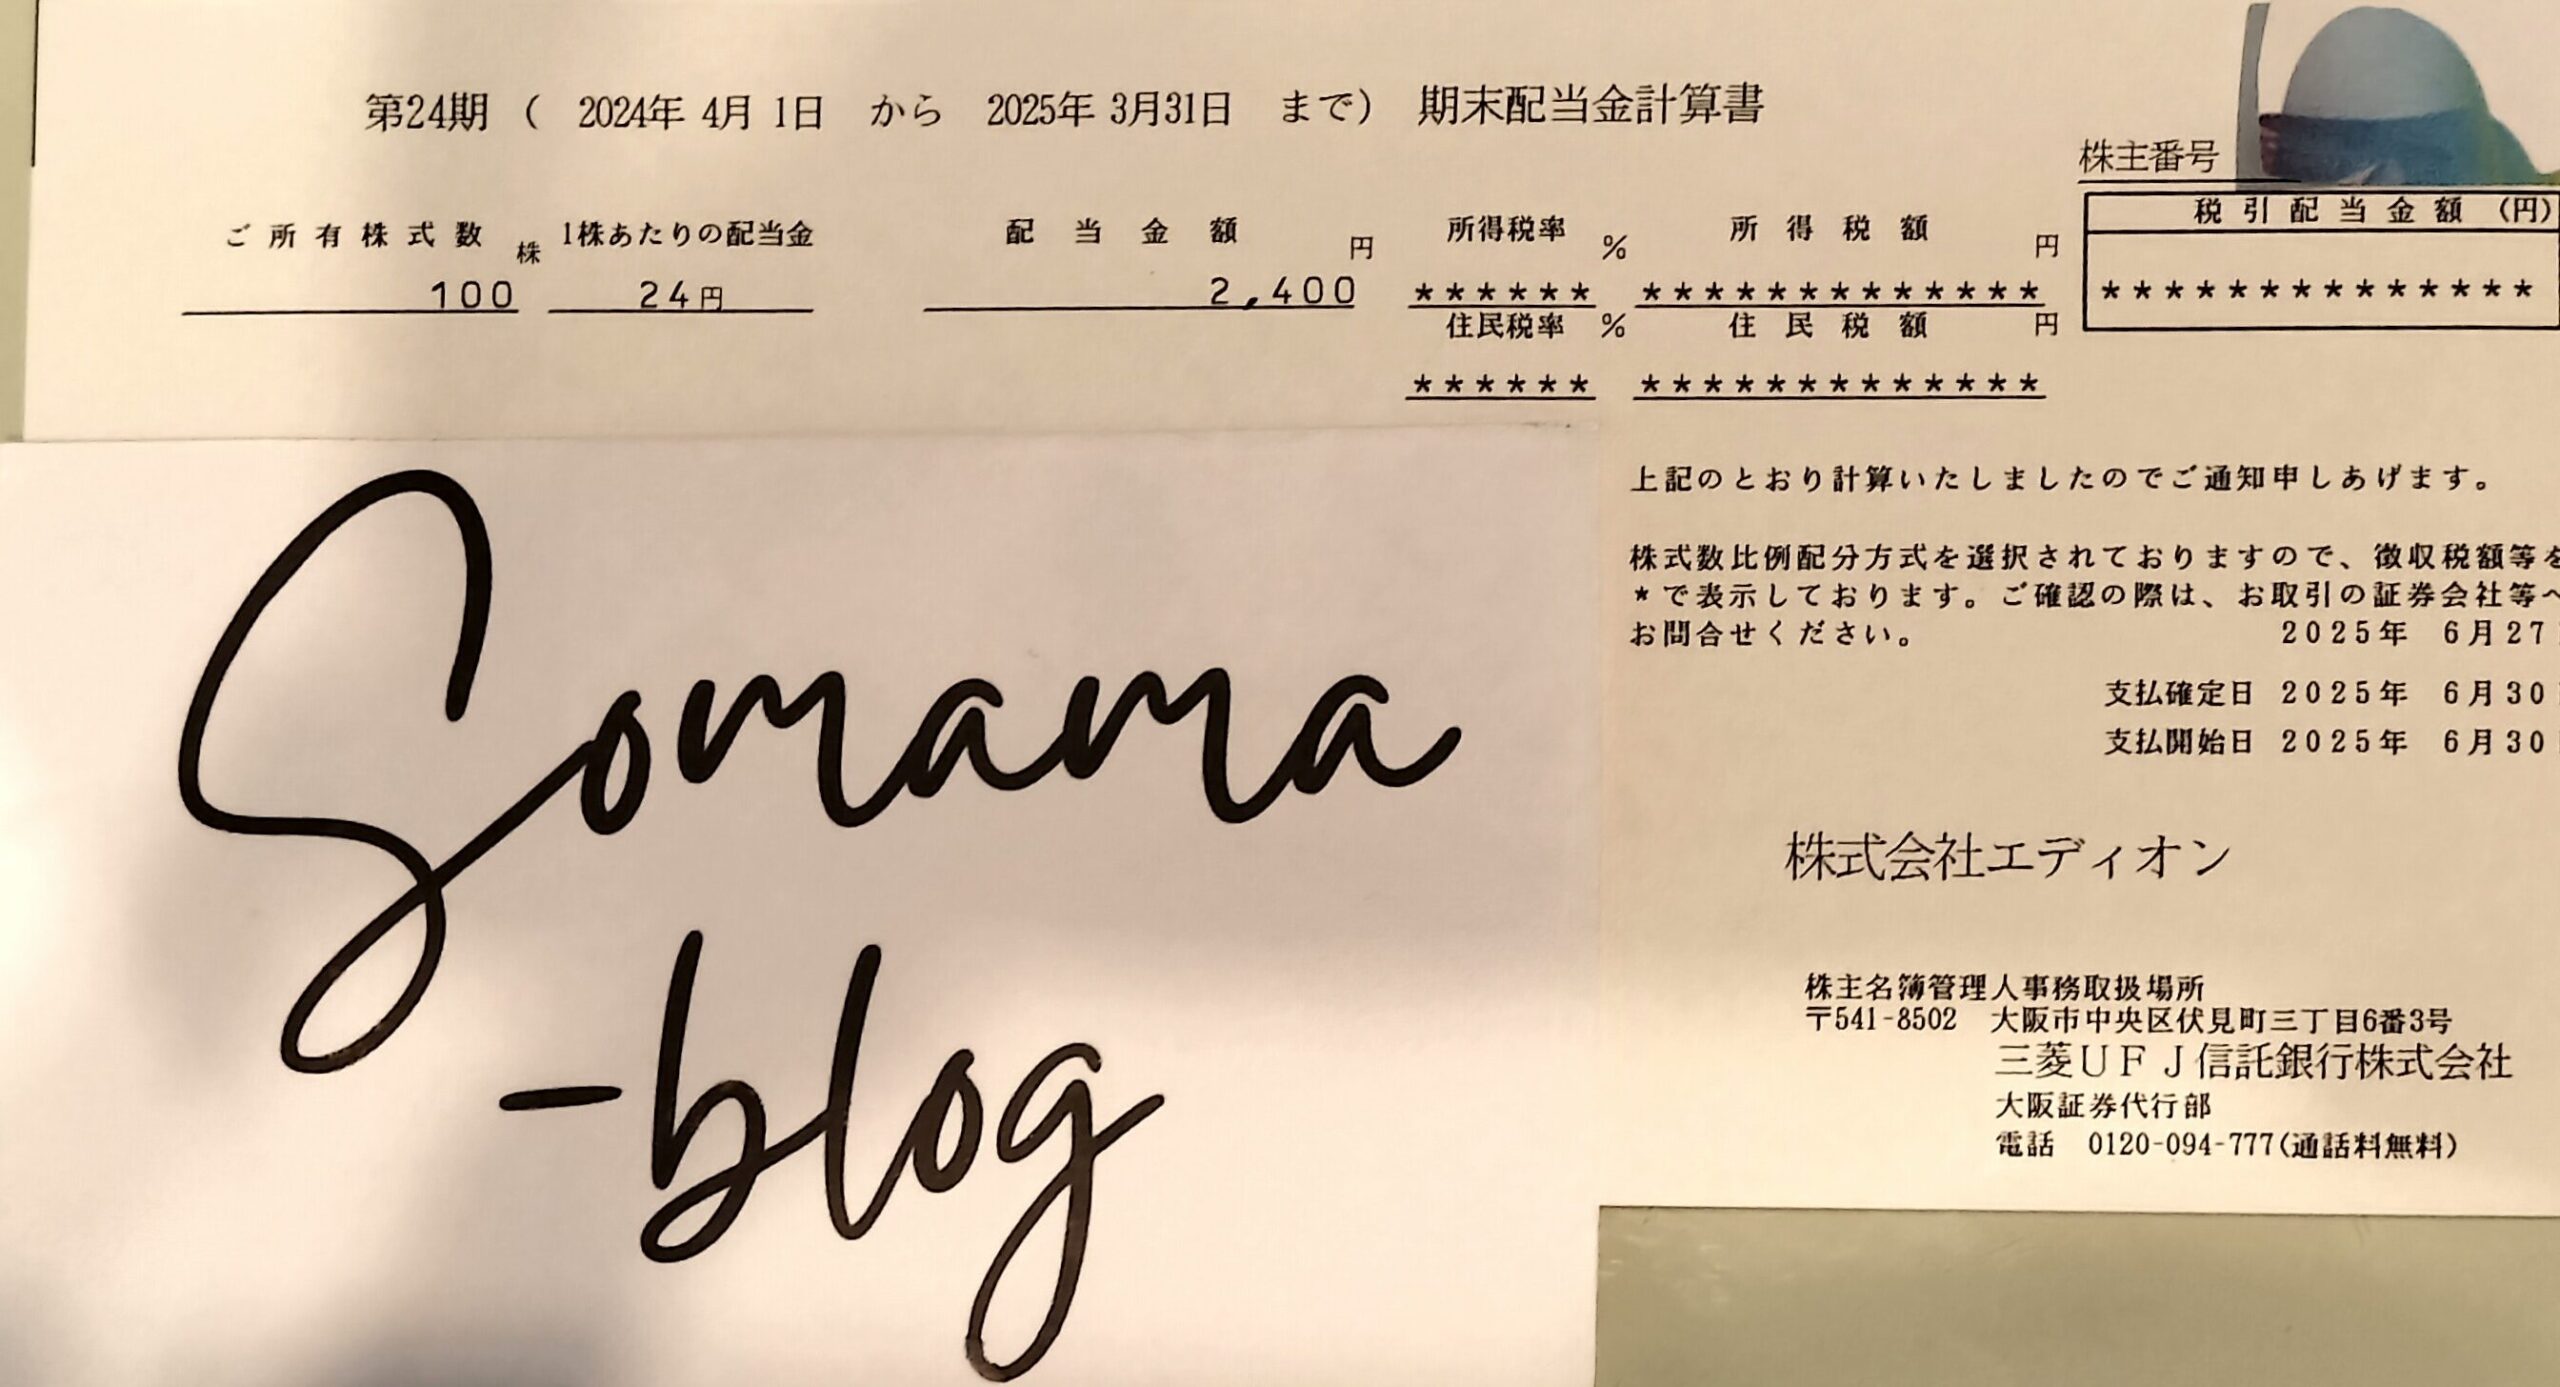 第24期 ( 2024年 4月 1日 から 2025年 3月31日 まで) 期末配当金計算書
株主番号
ご所有株式数 株 1株あたりの配当金 配当金額 円 所得税率 % 所得税額 円 税引配当金額 (円)
100 24円 2,400 ****** ************* **************
住民税率 % 住民税額 円
****** *************
上記のとおり計算いたしましたのでご通知申しあげます。
株式数比例配分方式を選択されておりますので、徴収税額等を
*で表示しております。ご確認の際は、お取引の証券会社等へ
お問合せください。
2025年 6月27
支払確定日 2025年 6月30
支払開始日 2025年 6月30
株式会社エディオン
株主名簿管理人事務取扱場所
〒541-8502 大阪市中央区伏見町三丁目6番3号
三菱UFJ信託銀行株式会社
大阪証券代行部
電話 0120-094-777(通話料無料)
Somama
-blog